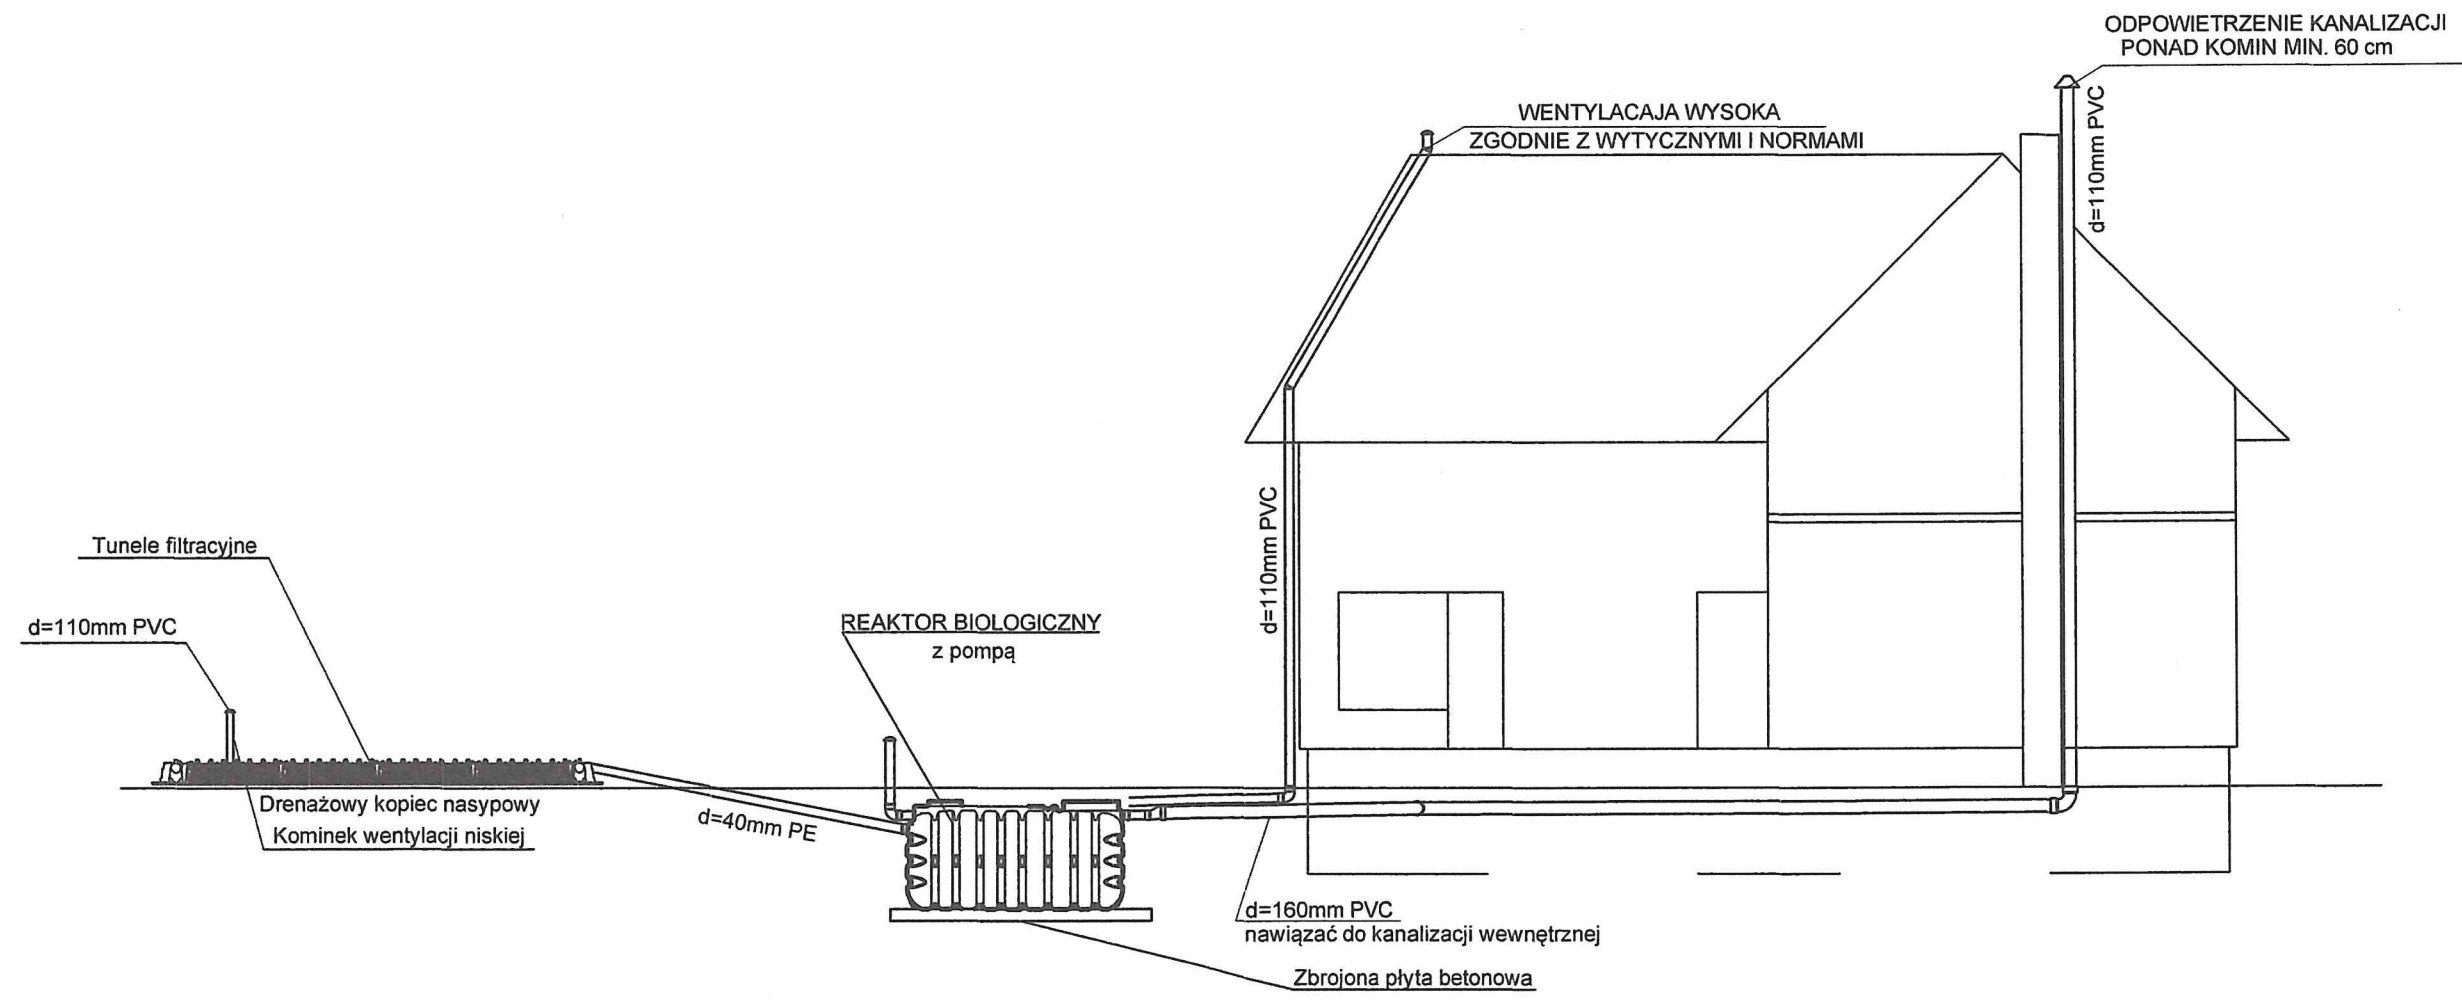 ODPOWIETRZENIE KANALIZACJI
PONAD KOMIN MIN. 60 cm
d=110mm PVC
WENTYLACAJA WYSOKA
ZGODNIE Z WYTYCZNYMI I NORMAMI
d=110mm PVC
Tunele filtracyjne
d=110mm PVC
REAKTOR BIOLOGICZNY
z pompą
Drenażowy kopiec nasypowy
Kominek wentylacji niskiej
d=40mm PE
d=160mm PVC
nawiązać do kanalizacji wewnętrznej
Zbrojona płyta betonowa